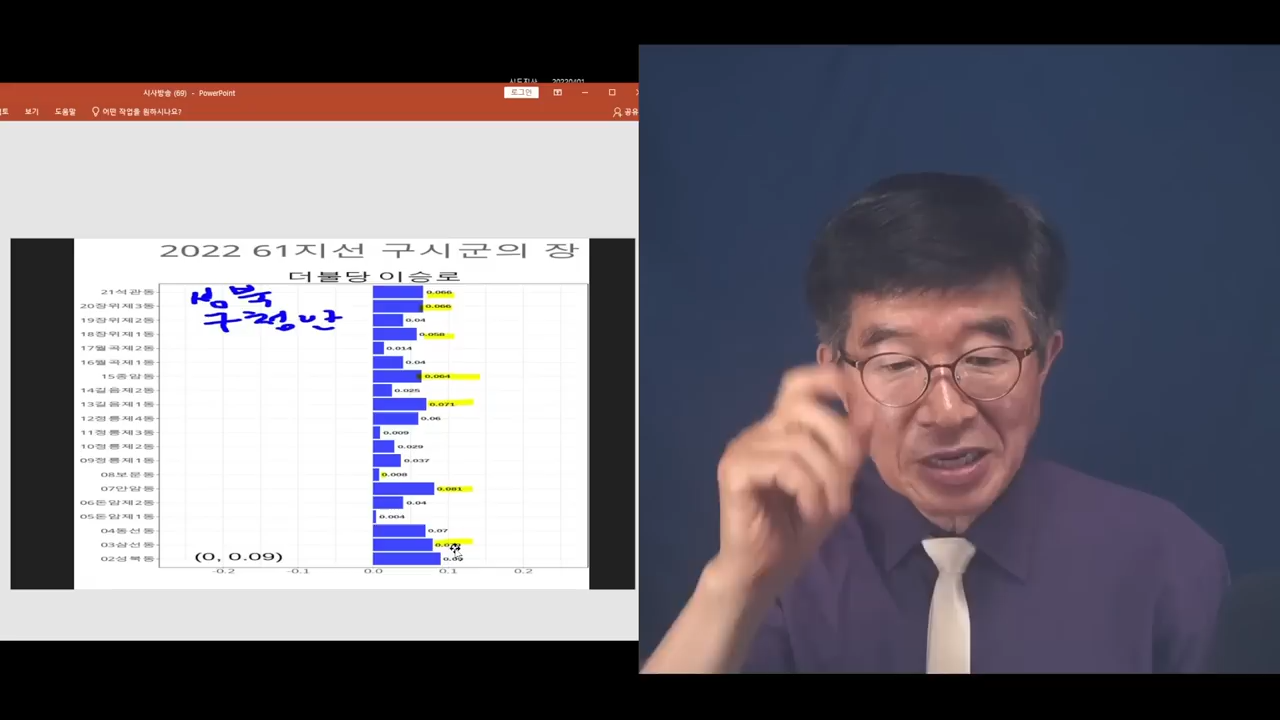 시사방송 (69) - PowerPoint
로그인
보기 도움말 어떤 작업을 원하시나요? 공유
2022 61지선 구시군의 장
더불당 이승로
성북
구청난
21석관동 0.066
20장위제3동 0.066
19장위제2동 0.04
18장위제1동 0.058
17월곡제2동 0.014
16월곡제1동 0.04
15종암동 0.064
14길음제2동 0.025
13길음제1동 0.071
12정릉제4동 0.06
11정릉제3동 0.009
10정릉제2동 0.029
09정릉제1동 0.037
08보문동 0.008
07안암동 0.081
06돈암제2동 0.04
05돈암제1동 0.004
04동선동 0.07
03삼선동
02성북동 0.09
(0, 0.09)
-0.2 -0.1 0.0 0.1 0.2